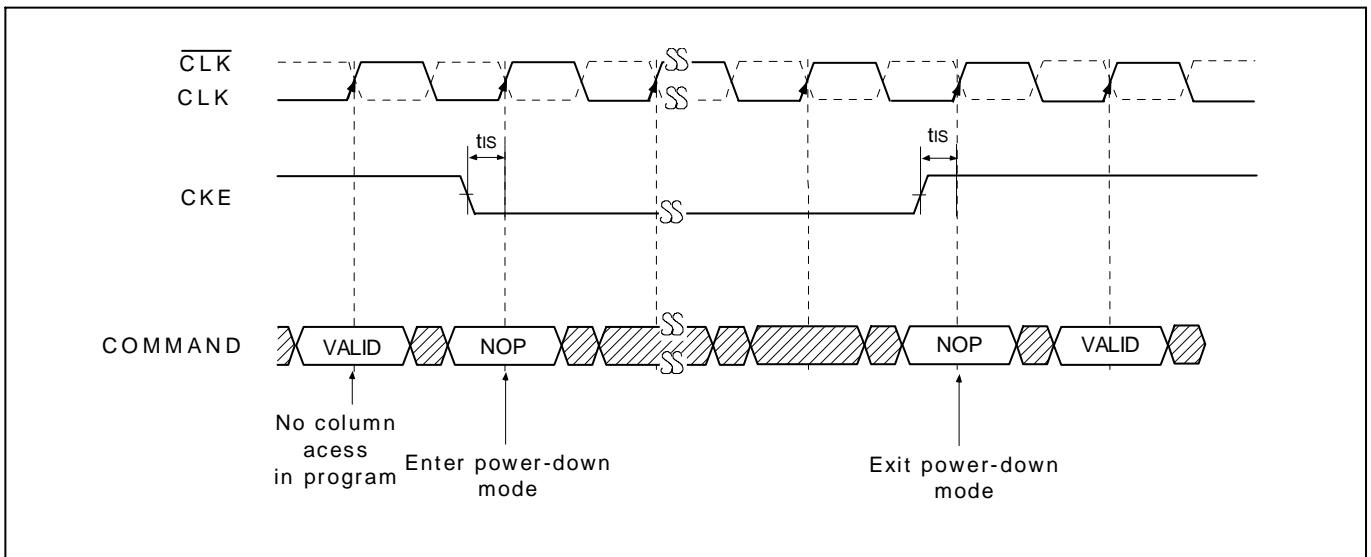 CLK
CLK
tIS
tIS
CKE
COMMAND
VALID
NOP
NOP
VALID
No column
acess
in program
Enter power-down
mode
Exit power-down
mode